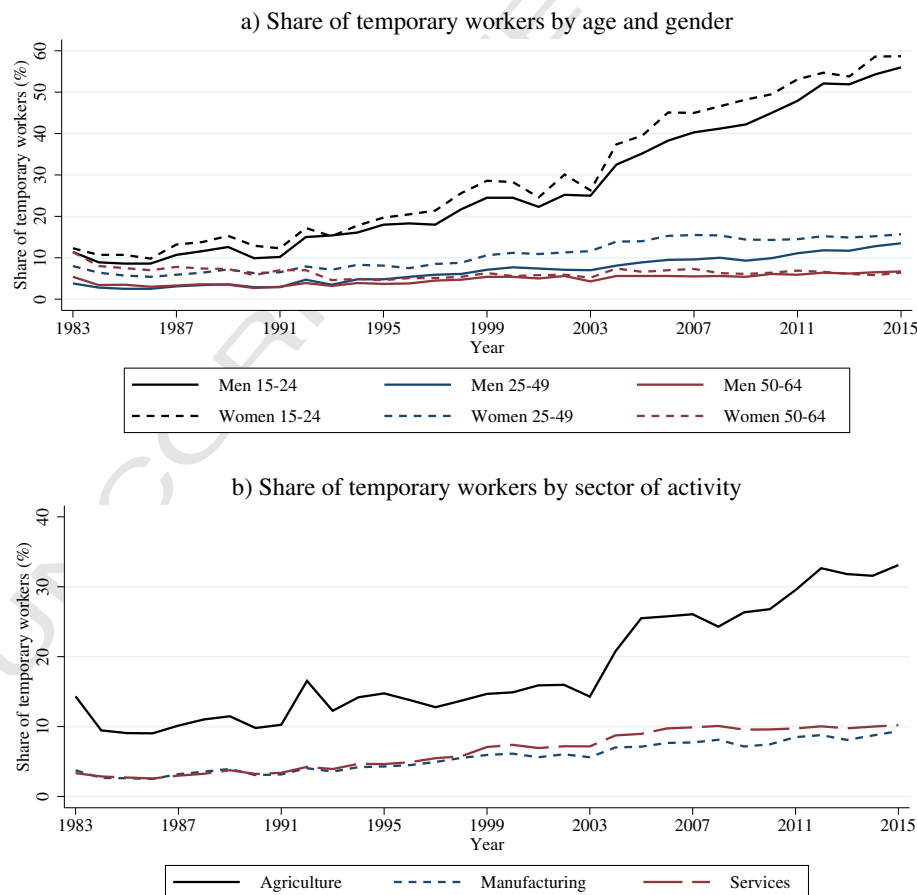 a) Share of temporary workers by age and gender
Share of temporary workers (%)
60
50
40
30
20
10
0
1983 1987 1991 1995 1999 2003 2007 2011 2015
Year
Men 15-24 Men 25-49 Men 50-64
Women 15-24 Women 25-49 Women 50-64
b) Share of temporary workers by sector of activity
Share of temporary workers (%)
40
30
20
10
0
1983 1987 1991 1995 1999 2003 2007 2011 2015
Year
Agriculture Manufacturing Services